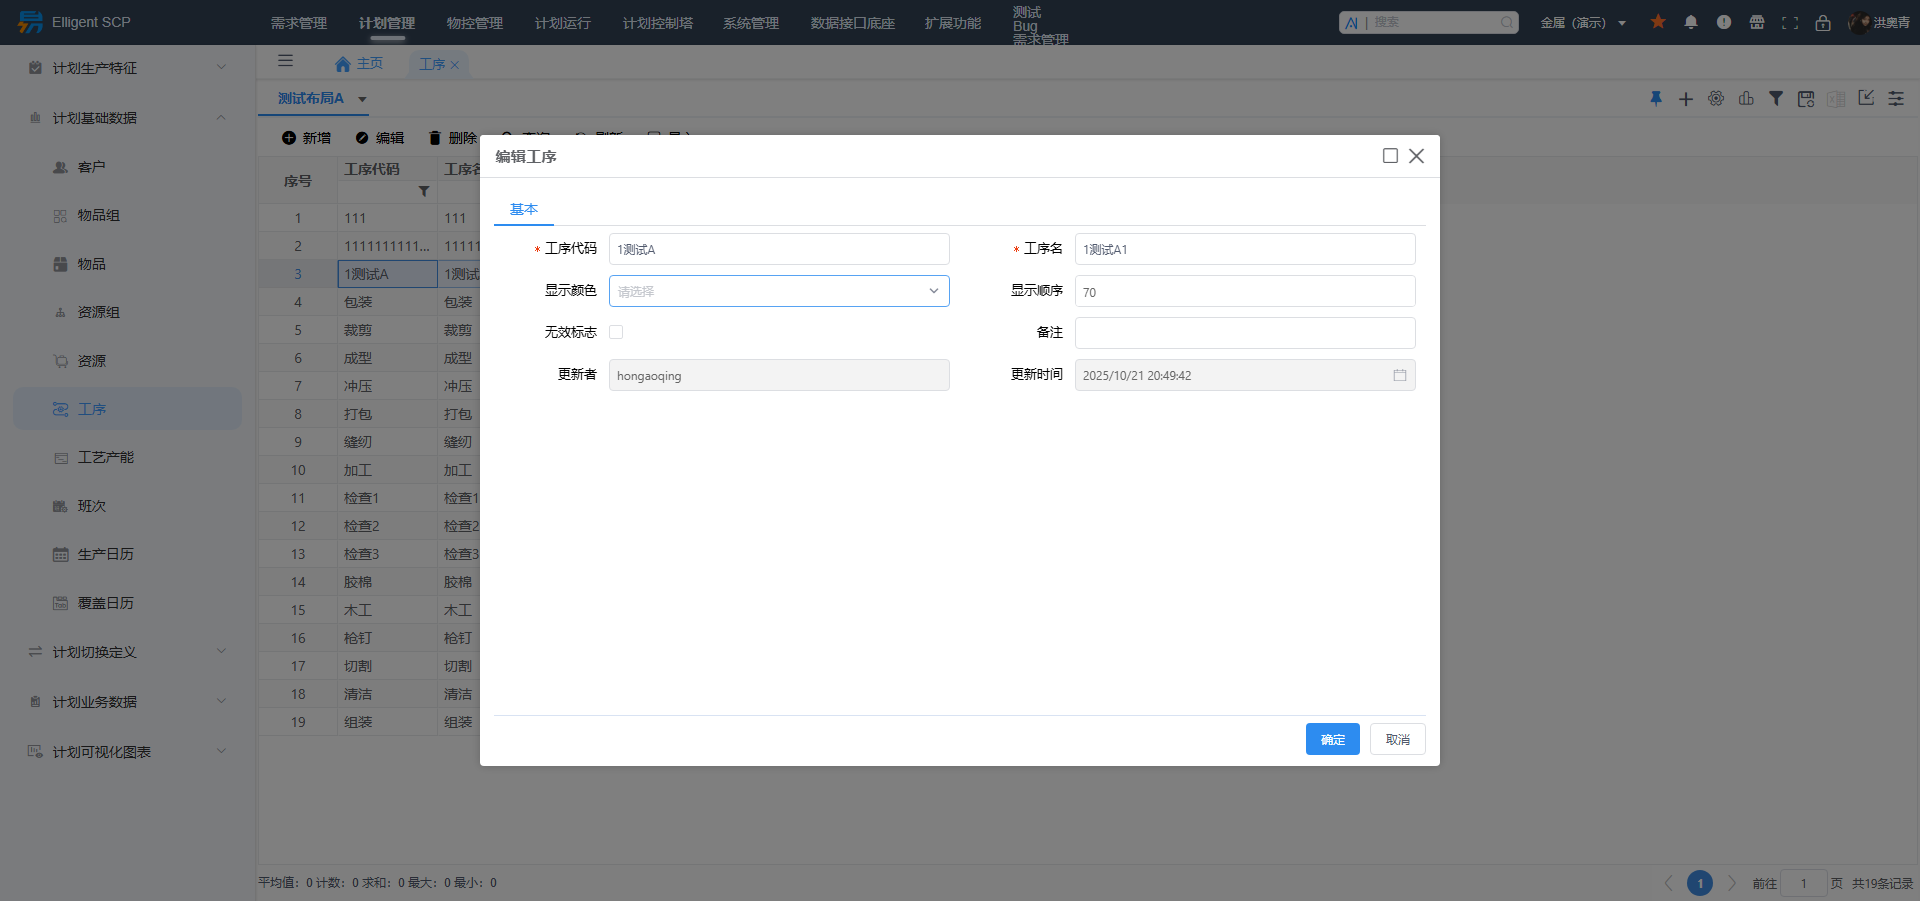 Elligent SCP
需求管理 计划管理 物控管理 计划运行 计划控制塔 系统管理 数据接口底座 扩展功能
测试
Bug
需求管理
AI | 搜索
金属（演示）
洪奥青
计划生产特征
计划基础数据
客户
物品组
物品
资源组
资源
工序
工艺产能
班次
生产日历
覆盖日历
计划切换定义
计划业务数据
计划可视化图表
主页
工序
测试布局A
新增 编辑 删除
序号 工序代码
1 111 111
2 1111111111... 11111
3 1测试A 1测试
4 包装 包装
5 裁剪 裁剪
6 成型 成型
7 冲压 冲压
8 打包 打包
9 缝纫 缝纫
10 加工 加工
11 检查1 检查1
12 检查2 检查2
13 检查3 检查3
14 胶棉 胶棉
15 木工 木工
16 枪钉 枪钉
17 切割 切割
18 清洁 清洁
19 组装 组装
编辑工序
基本
* 工序代码 1测试A
* 工序名 1测试A1
显示颜色 请选择
显示顺序 70
无效标志
备注
更新者 hongaoqing
更新时间 2025/10/21 20:49:42
确定 取消
平均值：0 计数：0 求和：0 最大：0 最小：0
1 前往 1 页 共19条记录